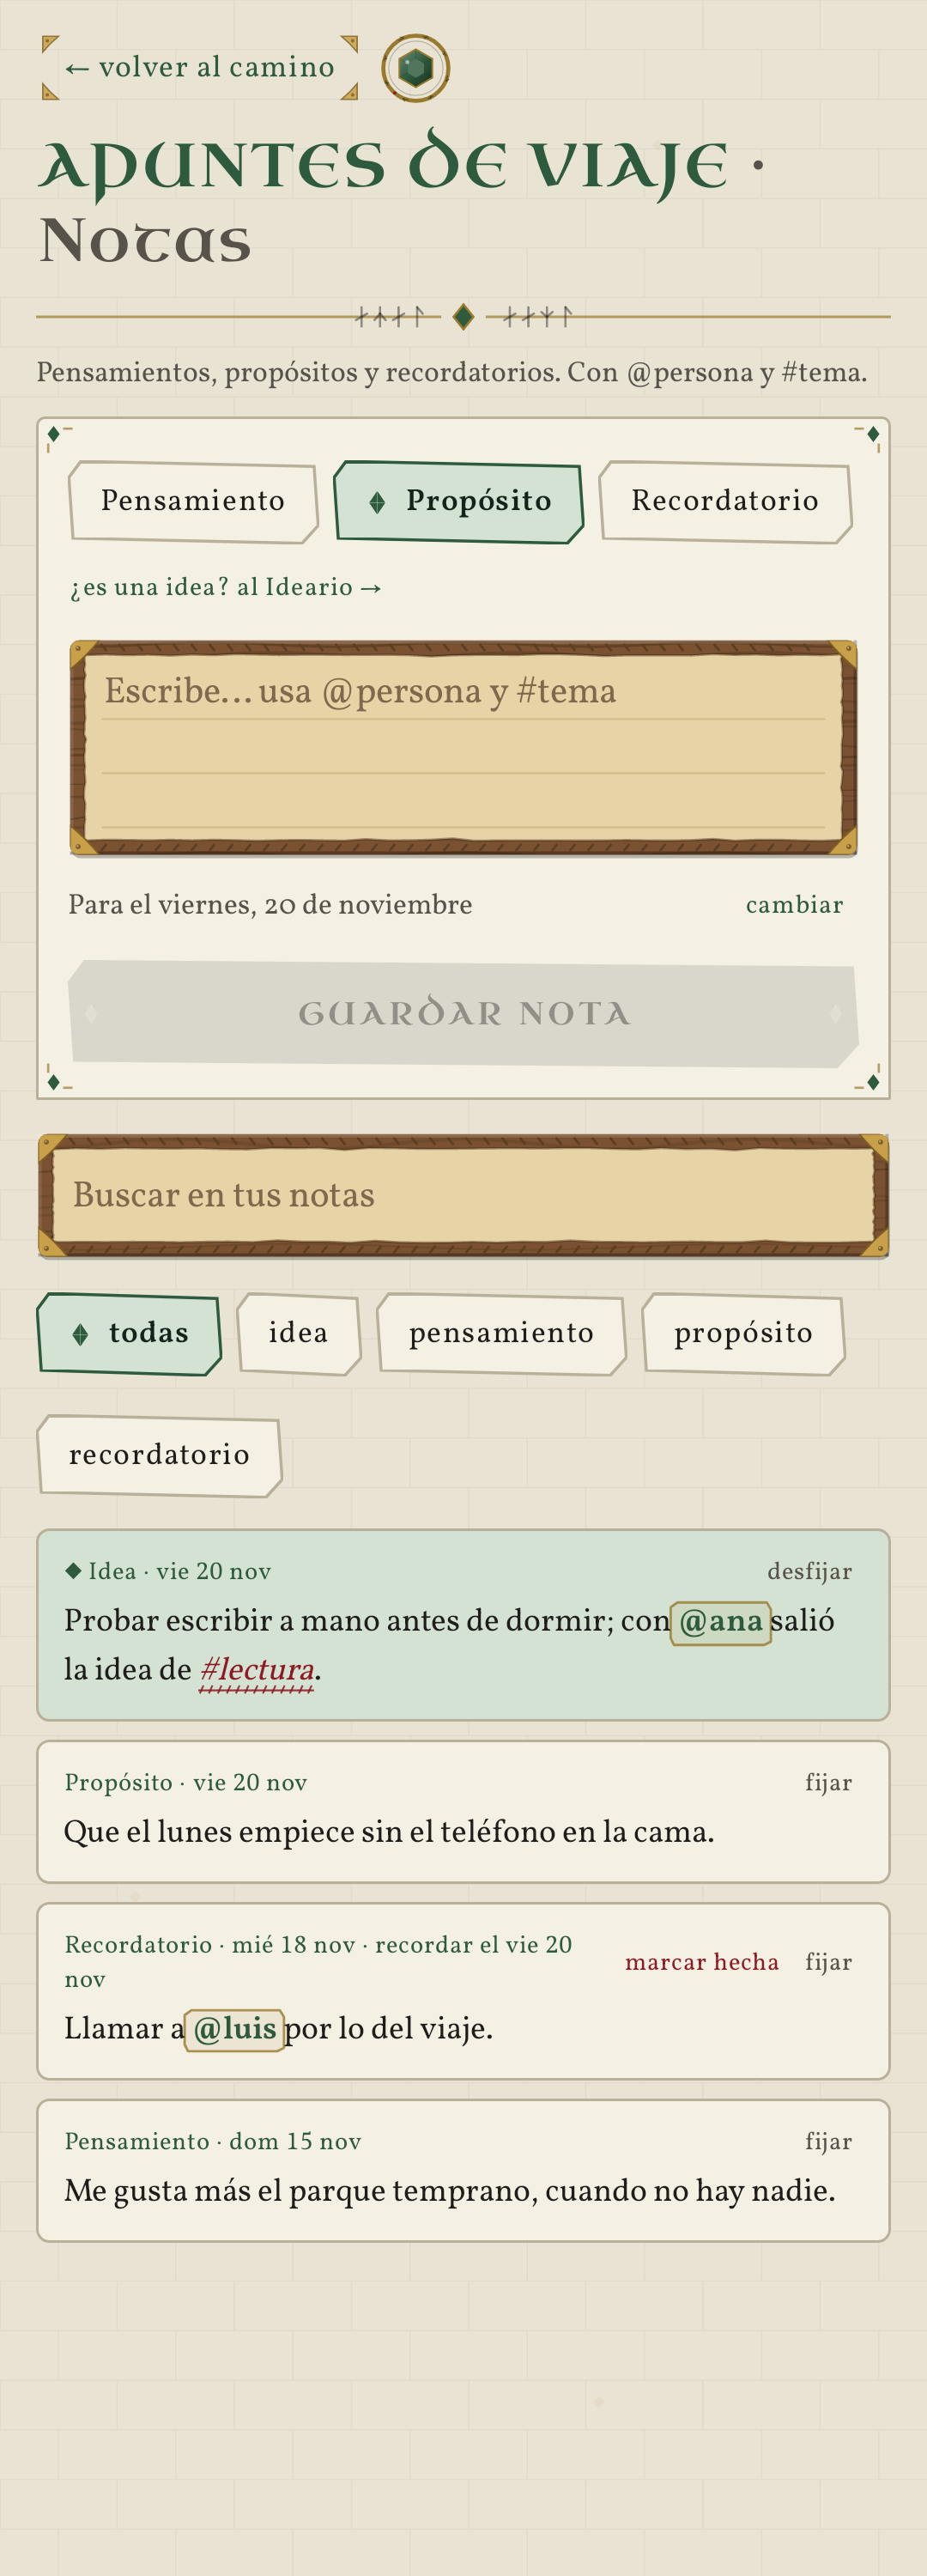 ← volver al camino
APUNTES DE VIAJE ·
Notas
Pensamientos, propósitos y recordatorios. Con @persona y #tema.
Pensamiento Propósito Recordatorio
¿es una idea? al Ideario →
Escribe... usa @persona y #tema
Para el viernes, 20 de noviembre cambiar
GUARDAR NOTA
Buscar en tus notas
todas idea pensamiento propósito
recordatorio
Idea · vie 20 nov desfijar
Probar escribir a mano antes de dormir; con @ana salió
la idea de #lectura.
Propósito · vie 20 nov fijar
Que el lunes empiece sin el teléfono en la cama.
Recordatorio · mié 18 nov · recordar el vie 20
nov
marcar hecha fijar
Llamar a @luis por lo del viaje.
Pensamiento · dom 15 nov fijar
Me gusta más el parque temprano, cuando no hay nadie.